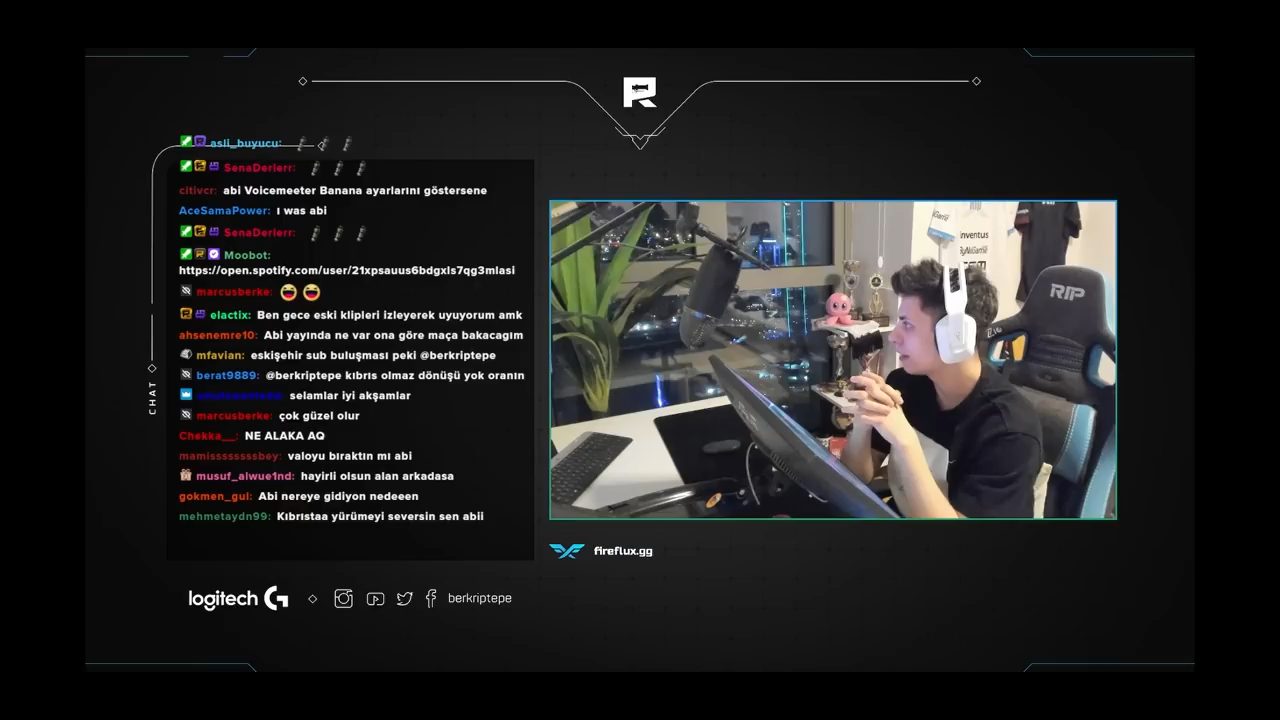 asli_buyucu:
SenaDerlerr:
citivcr: abi Voicemeeter Banana ayarlarını göstersene
AceSamaPower: I was abi
SenaDerlerr:
Moobot:
https://open.spotify.com/user/21xpsauus6bdgxls7qg3mlasi
marcusberke:
elactix: Ben gece eski klipleri izleyerek uyuyorum amk
ahsenemre10: Abi yayında ne var ona göre maça bakacagım
mfavian: eskişehir sub buluşması peki @berkriptepe
berat9889: @berkriptepe kıbrıs olmaz dönüşü yok oranın
selamlar iyi akşamlar
marcusberke: çok güzel olur
Chekka__: NE ALAKA AQ
mamisssssssbey: valoyu bıraktın mı abi
musuf_alwue1nd: hayirli olsun alan arkadasa
gokmen_gul: Abi nereye gidiyon nedeeen
mehmetaydn99: Kıbrıstaa yürümeyi seversin sen abii
CHAT
inventus
ByNoGame
RIP
fireflux.gg
logitech G
berkriptepe